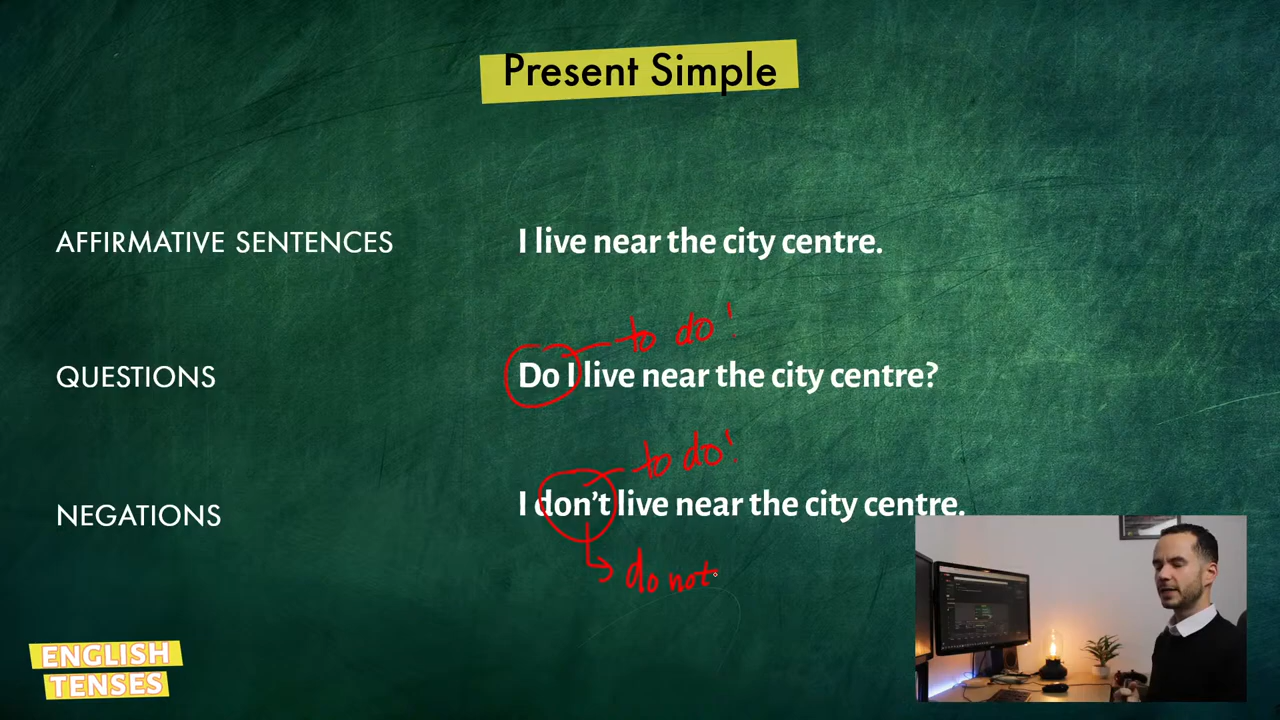 Present Simple
AFFIRMATIVE SENTENCES
I live near the city centre.
to do!
QUESTIONS
Do I live near the city centre?
to do!
NEGATIONS
I don't live near the city centre.
do not
ENGLISH
TENSES